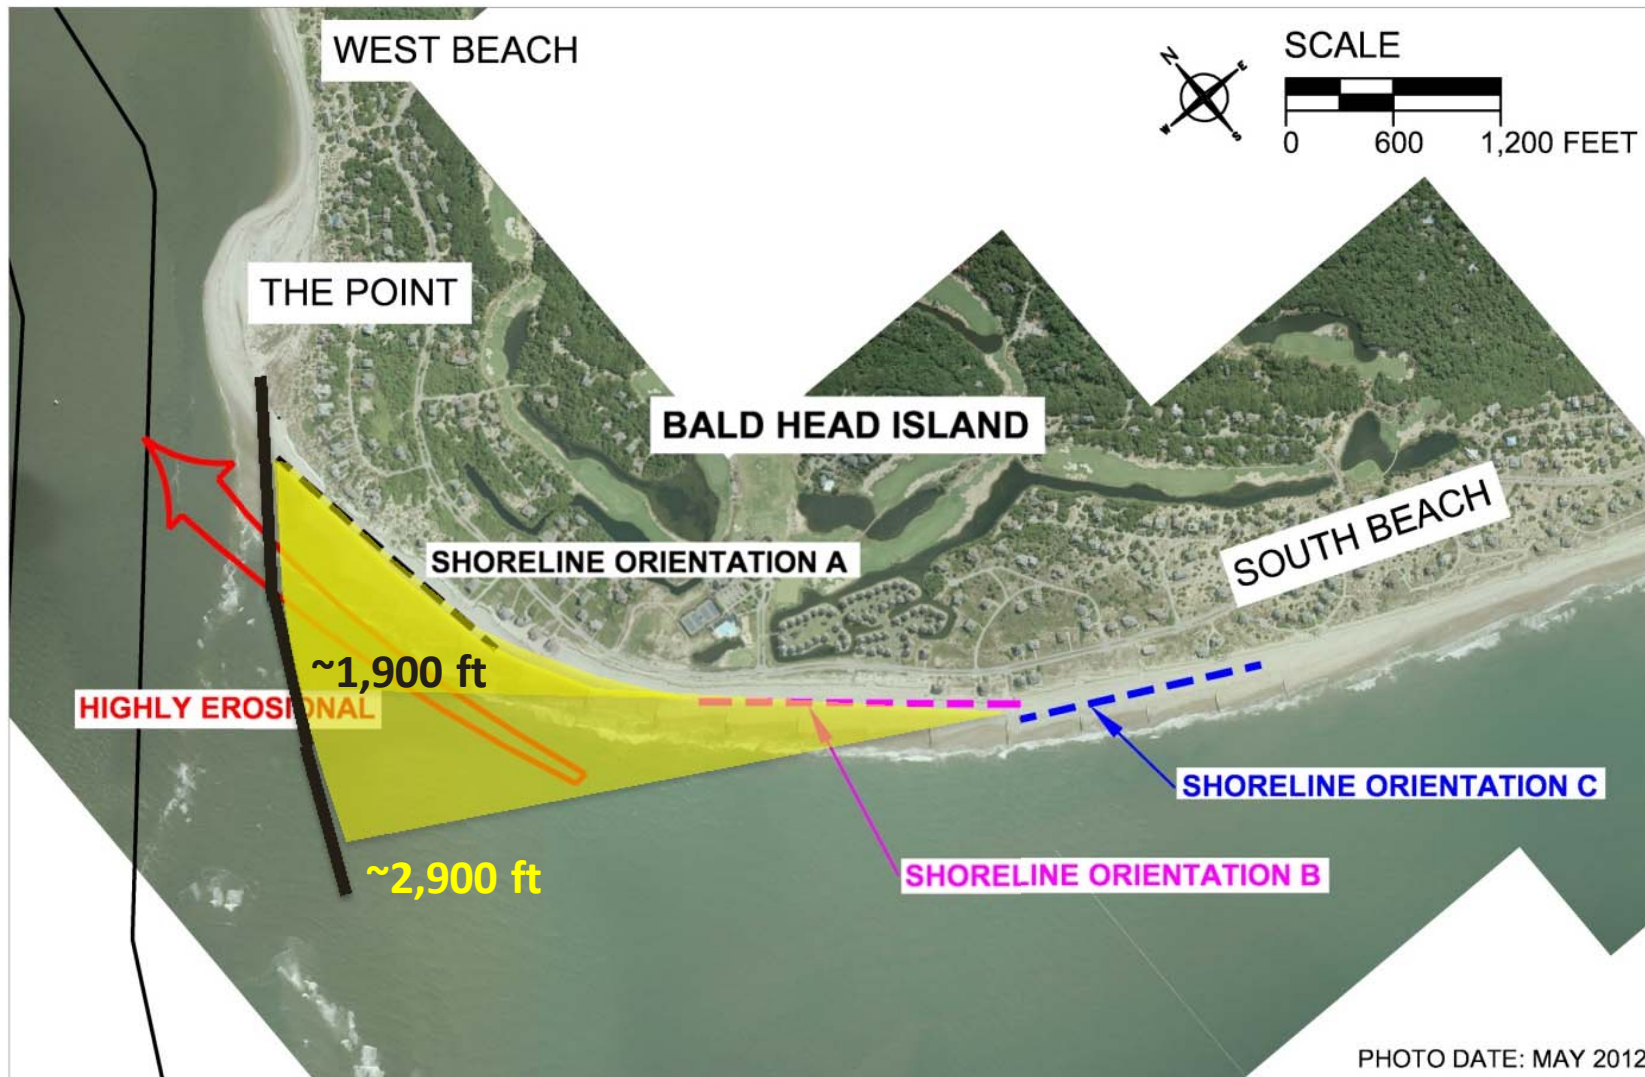 WEST BEACH
N
E
W
S
SCALE
0 600 1,200 FEET
THE POINT
BALD HEAD ISLAND
SOUTH BEACH
SHORELINE ORIENTATION A
~1,900 ft
HIGHLY EROSIONAL
SHORELINE ORIENTATION C
~2,900 ft
SHORELINE ORIENTATION B
PHOTO DATE: MAY 2012